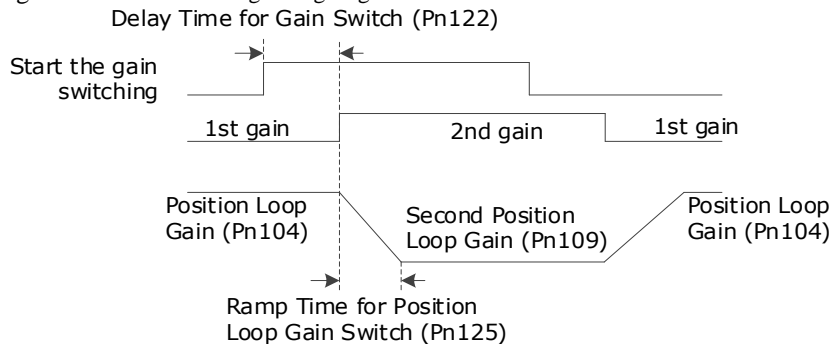 Delay Time for Gain Switch (Pn122)
Start the gain
switching
1st gain
2nd gain
1st gain
Position Loop
Gain (Pn104)
Second Position
Loop Gain (Pn109)
Position Loop
Gain (Pn104)
Ramp Time for Position
Loop Gain Switch (Pn125)